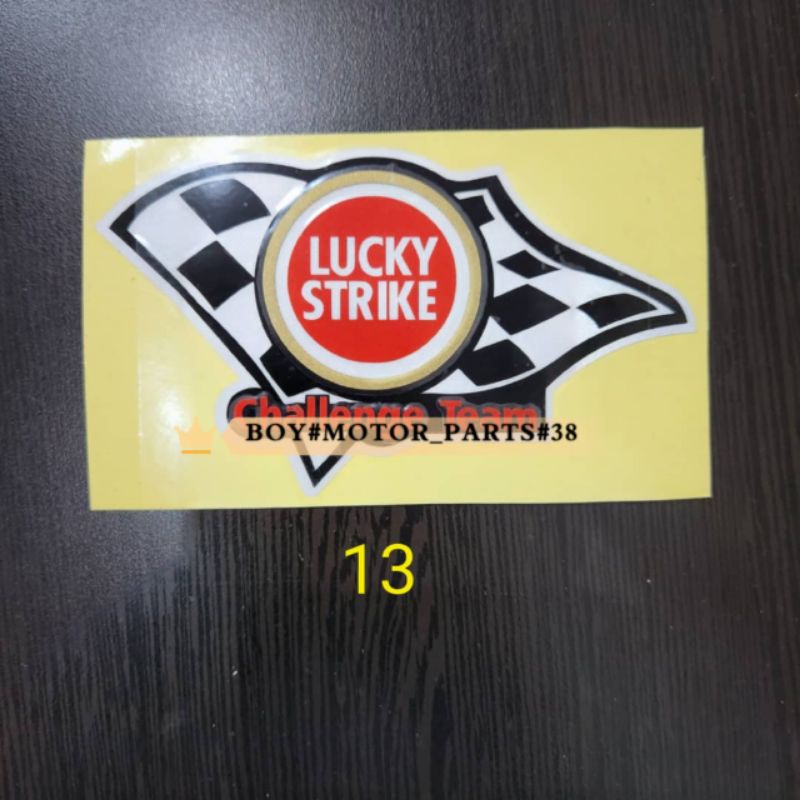 LUCKY
STRIKE
Challenge Team
BOY#MOTOR_PARTS#38
13